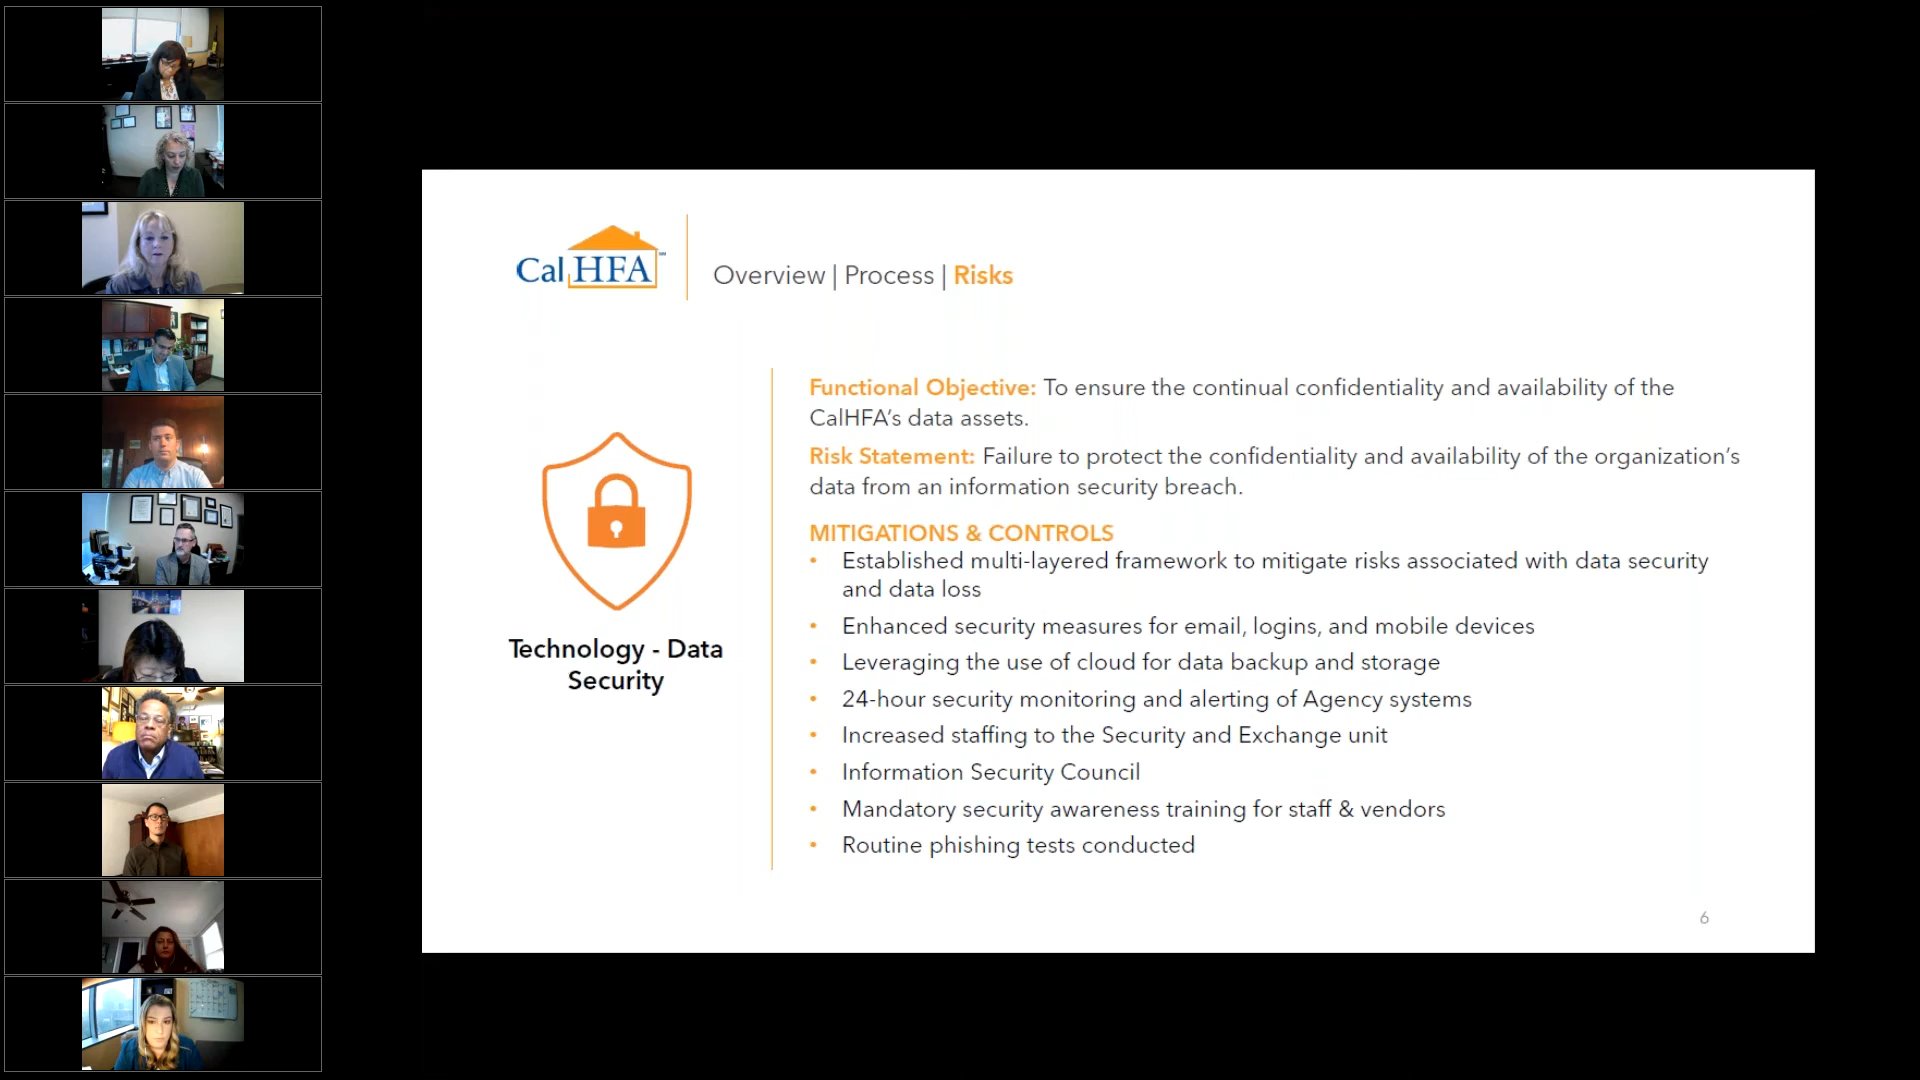 Cal HFA SM
Overview | Process | Risks
Technology - Data
Security
Functional Objective: To ensure the continual confidentiality and availability of the
CalHFA's data assets.
Risk Statement: Failure to protect the confidentiality and availability of the organization's
data from an information security breach.
MITIGATIONS & CONTROLS
• Established multi-layered framework to mitigate risks associated with data security
and data loss
• Enhanced security measures for email, logins, and mobile devices
• Leveraging the use of cloud for data backup and storage
• 24-hour security monitoring and alerting of Agency systems
• Increased staffing to the Security and Exchange unit
• Information Security Council
• Mandatory security awareness training for staff & vendors
• Routine phishing tests conducted
6